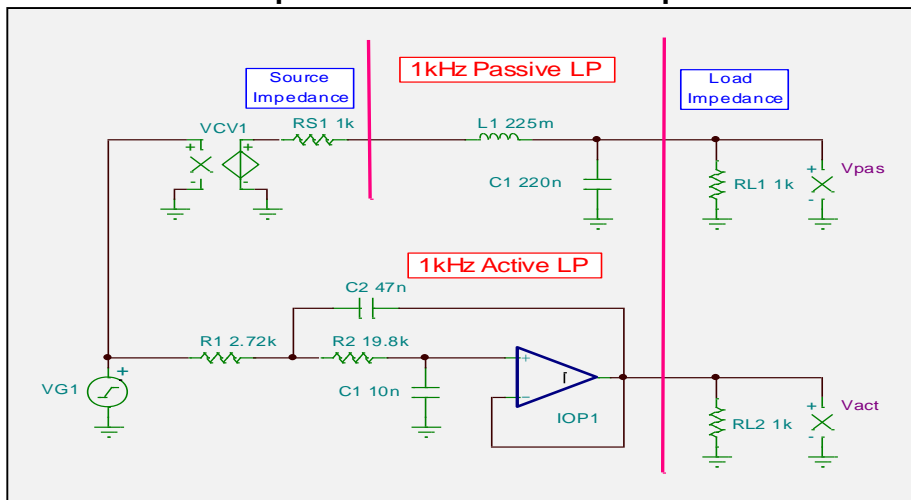 1kHz Passive LP
Source
Impedance
Load
Impedance
VCV1
RS1 1k
L1 225m
C1 220n
RL1 1k
Vpas
+
-
+
-
+
-
1kHz Active LP
C2 47n
R1 2.72k
R2 19.8k
C1 10n
+
-
IOP1
VG1
+
RL2 1k
Vact
+
-